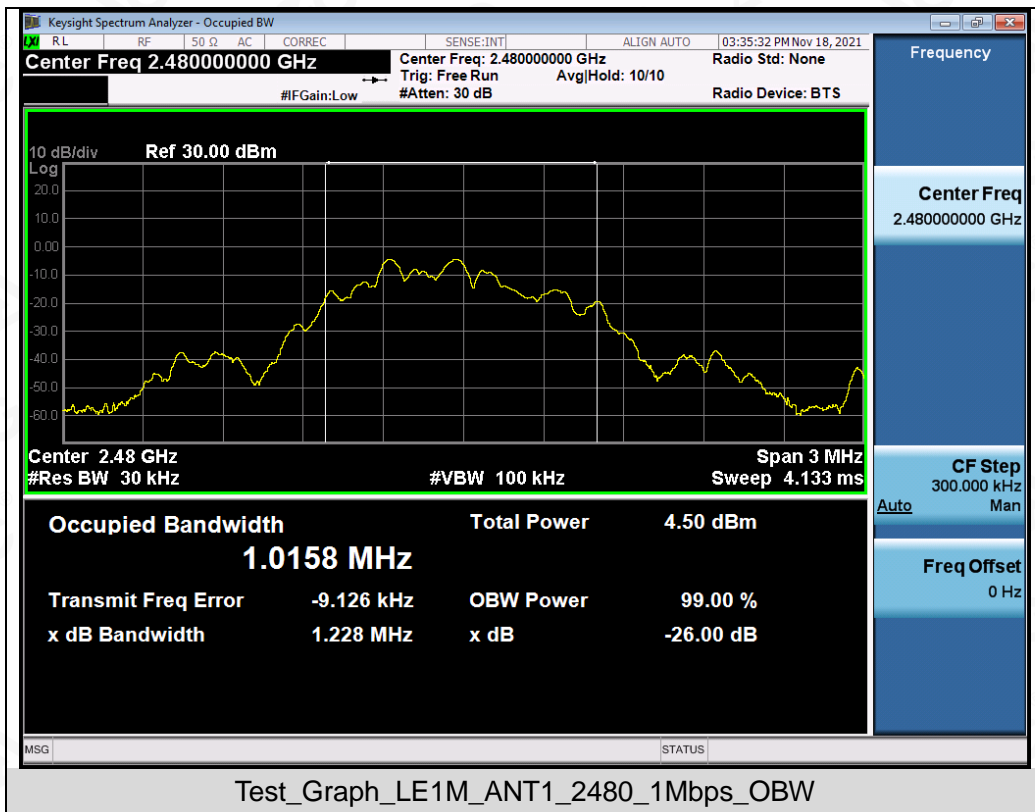 Keysight Spectrum Analyzer - Occupied BW
LXI RL RF 50 Ω AC CORREC SENSE:INT ALIGN AUTO 03:35:32 PM Nov 18, 2021
Center Freq 2.480000000 GHz
#IFGain:Low
Center Freq: 2.480000000 GHz
Trig: Free Run Avg|Hold: 10/10
#Atten: 30 dB
Radio Std: None
Radio Device: BTS
10 dB/div Ref 30.00 dBm
Log
20.0
10.0
0.00
-10.0
-20.0
-30.0
-40.0
-50.0
-60.0
Center 2.48 GHz Span 3 MHz
#Res BW 30 kHz #VBW 100 kHz Sweep 4.133 ms
Occupied Bandwidth Total Power 4.50 dBm
1.0158 MHz
Transmit Freq Error -9.126 kHz OBW Power 99.00 %
x dB Bandwidth 1.228 MHz x dB -26.00 dB
Frequency
Center Freq
2.480000000 GHz
CF Step
300.000 kHz
Auto Man
Freq Offset
0 Hz
MSG STATUS
Test_Graph_LE1M_ANT1_2480_1Mbps_OBW